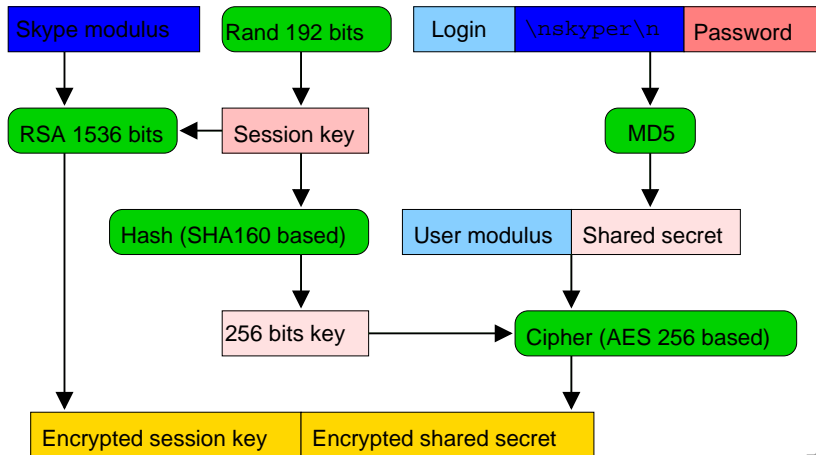 Skype modulus
Rand 192 bits
Login
\nskyper\n
Password
RSA 1536 bits
Session key
MD5
Hash (SHA160 based)
User modulus
Shared secret
256 bits key
Cipher (AES 256 based)
Encrypted session key
Encrypted shared secret